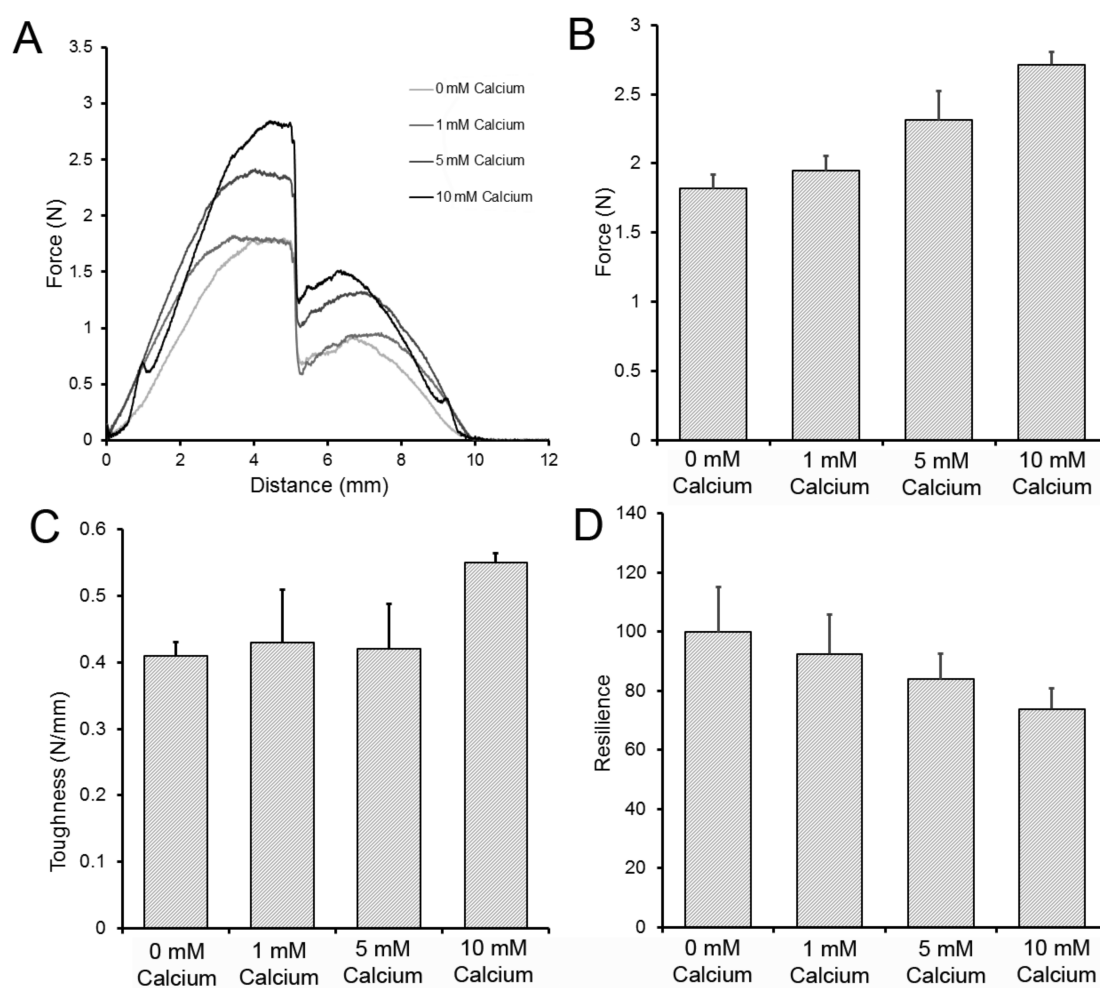 A
3.5
3
2.5
2
1.5
1
0.5
0
0 2 4 6 8 10 12
Force (N)
Distance (mm)
0 mM Calcium
1 mM Calcium
5 mM Calcium
10 mM Calcium
B
3
2.5
2
1.5
1
0.5
0
Force (N)
0 mM 1 mM 5 mM 10 mM
Calcium Calcium Calcium Calcium
C
0.6
0.5
0.4
0.3
0.2
0.1
0
Toughness (N/mm)
0 mM 1 mM 5 mM 10 mM
Calcium Calcium Calcium Calcium
D
140
120
100
80
60
40
20
0
Resilience
0 mM 1 mM 5 mM 10 mM
Calcium Calcium Calcium Calcium